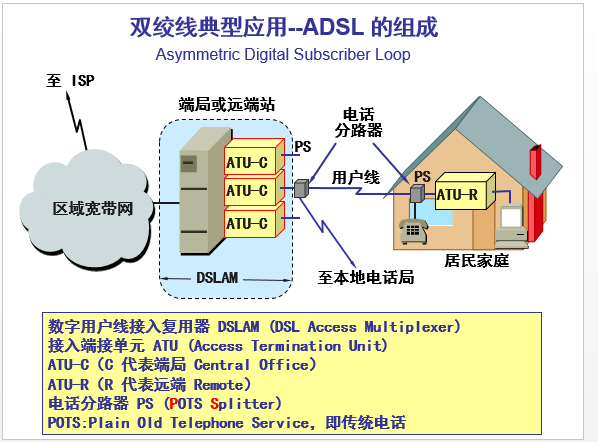 双绞线典型应用--ADSL 的组成
Asymmetric Digital Subscriber Loop
至 ISP
端局或远端站
电话
分路器
PS
ATU-C
ATU-C
ATU-C
用户线
PS
ATU-R
区域宽带网
居民家庭
DSLAM
至本地电话局
数字用户线接入复用器 DSLAM (DSL Access Multiplexer)
接入端接单元 ATU (Access Termination Unit)
ATU-C (C 代表端局 Central Office)
ATU-R (R 代表远端 Remote)
电话分路器 PS (POTS Splitter)
POTS:Plain Old Telephone Service, 即传统电话